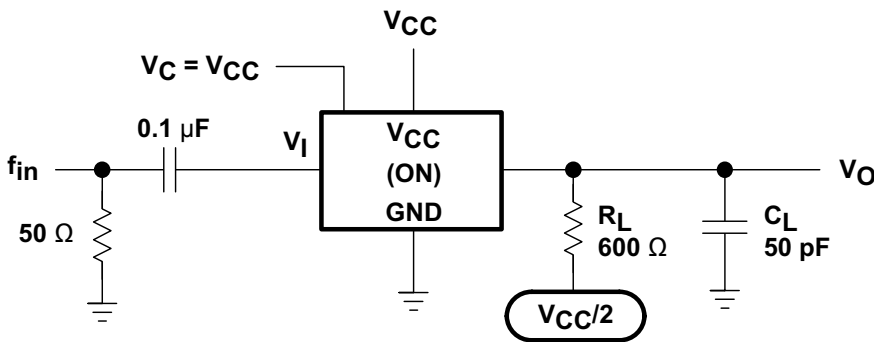 VCC
VC = VCC
0.1 µF
VI
VCC
fin
(ON)
VO
GND
50 Ω
RL
600 Ω
CL
50 pF
VCC/2